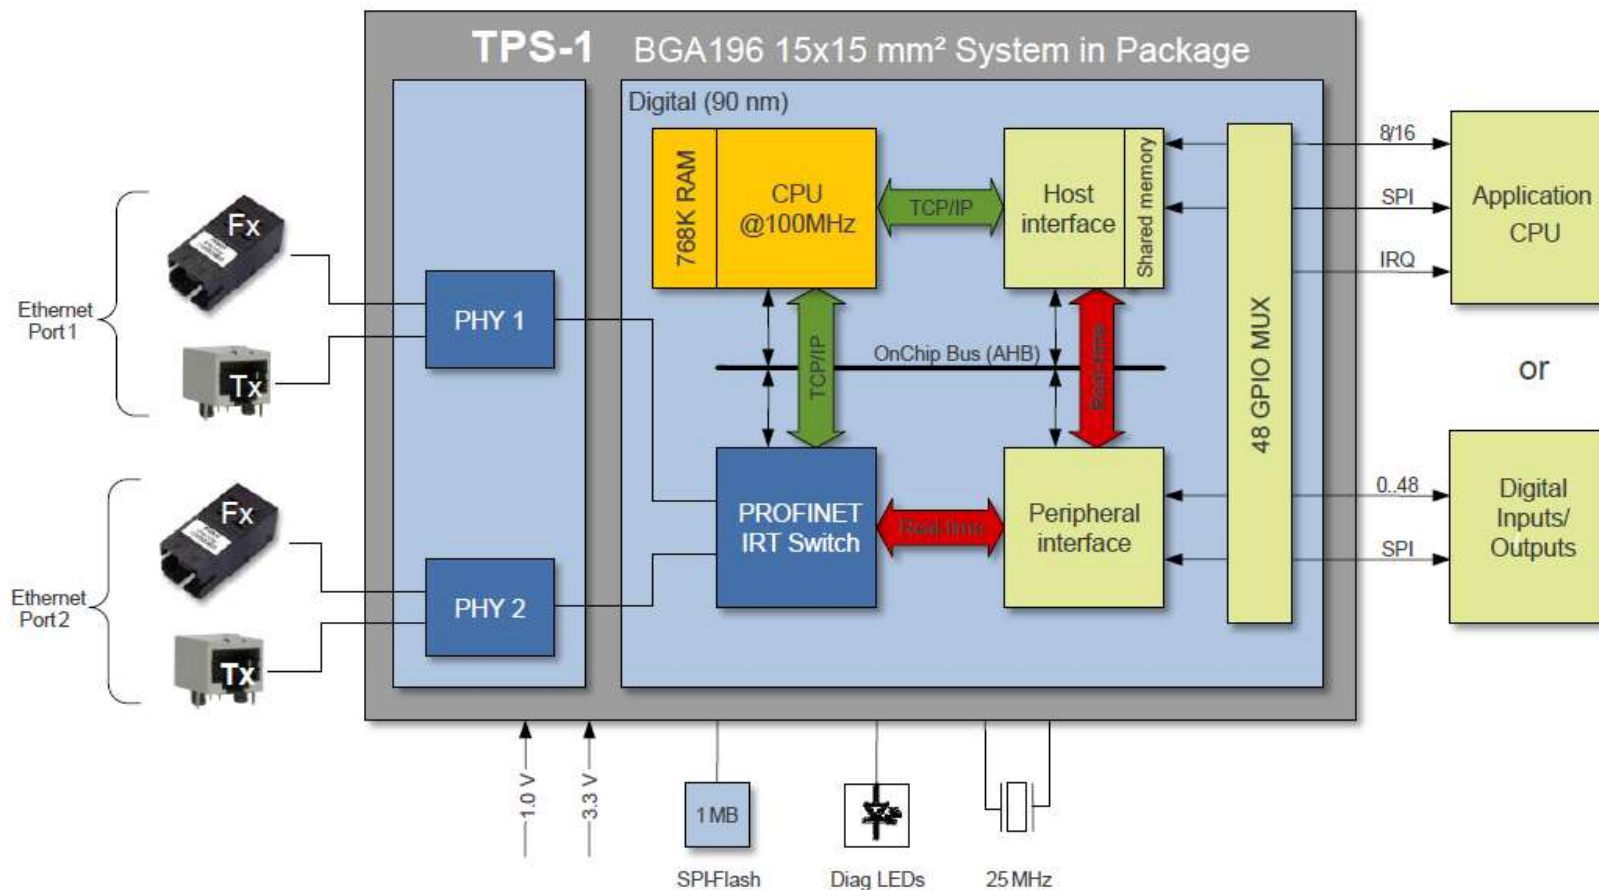 TPS-1 BGA196 15x15 mm² System in Package
Digital (90 nm)
768K RAM
CPU
@100MHz
TCP/IP
Host
interface
Shared memory
8/16
SPI
IRQ
Application
CPU
Fx
Tx
Ethernet
Port 1
PHY 1
TCP/IP
OnChip Bus (AHB)
Real-time
48 GPIO MUX
or
Fx
Tx
Ethernet
Port 2
PHY 2
PROFINET
IRT Switch
Real-time
Peripheral
interface
0..48
SPI
Digital
Inputs/
Outputs
1.0 V
3.3 V
1 MB
SPI-Flash
Diag LEDs
25 MHz